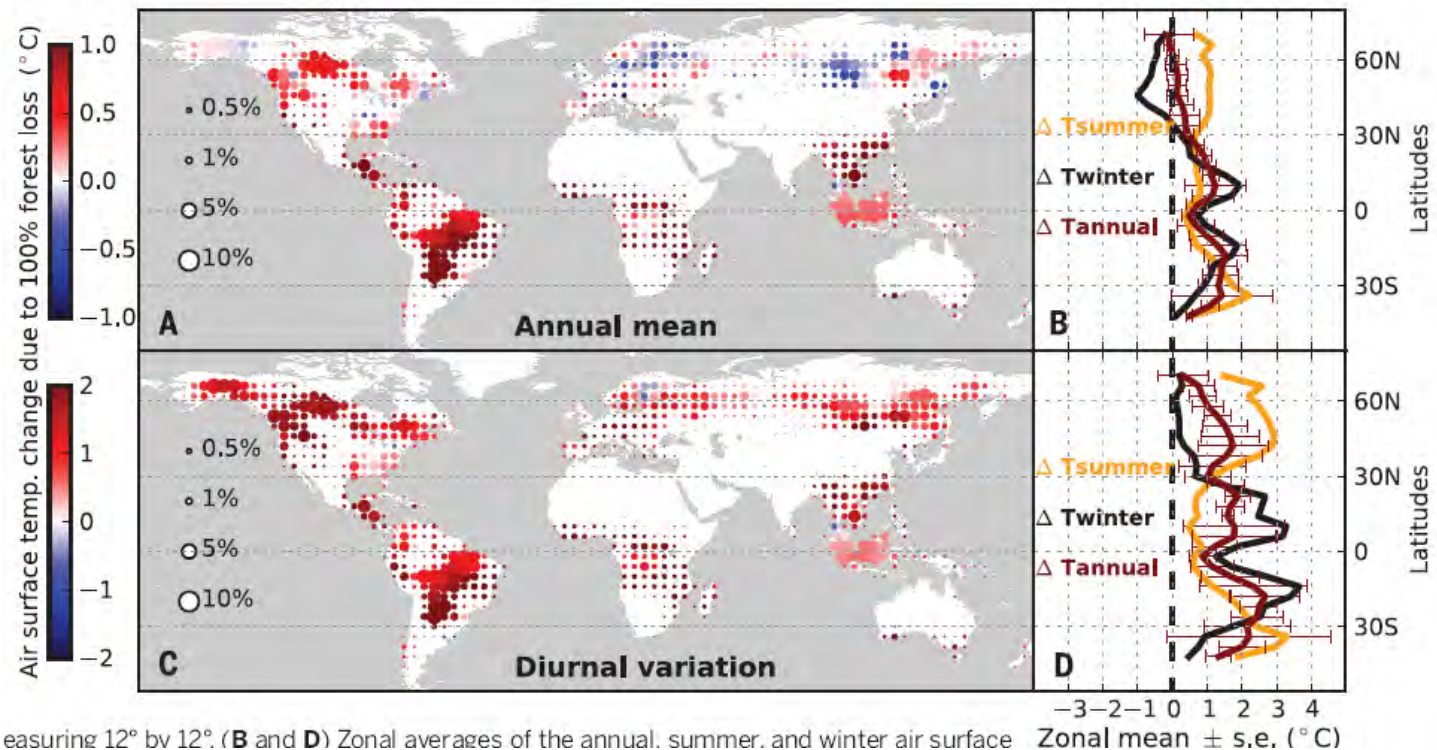 Air surface temp. change due to 100% forest loss (°C)
1.0
0.5
0.0
−0.5
−1.0
0.5%
1%
5%
10%
A
Annual mean
Δ Tsummer
Δ Twinter
Δ Tannual
B
60N
30N
0
30S
Latitudes
2
1
0
−1
−2
0.5%
1%
5%
10%
C
Diurnal variation
Δ Tsummer
Δ Twinter
Δ Tannual
D
60N
30N
0
30S
Latitudes
−3 −2 −1 0 1 2 3 4
Zonal mean ± s.e. (°C)
easuring 12° by 12°. (B and D) Zonal averages of the annual, summer, and winter air surface